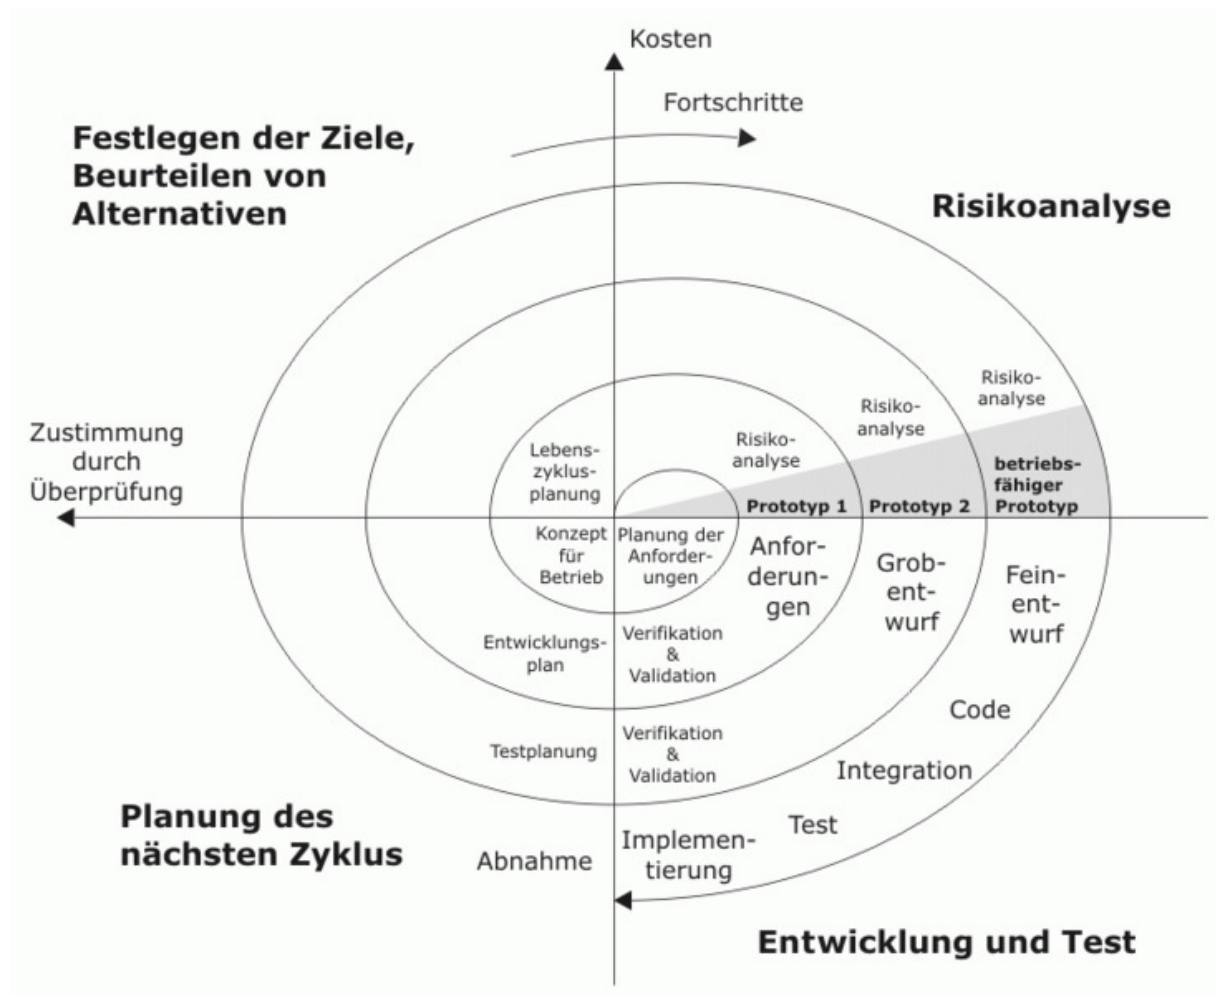 Kosten
Fortschritte
Festlegen der Ziele,
Beurteilen von
Alternativen
Risikoanalyse
Risiko-
analyse
Risiko-
analyse
Risiko-
analyse
Zustimmung
durch
Überprüfung
Lebens-
zyklus-
planung
betriebs-
fähiger
Prototyp
Prototyp 1
Prototyp 2
Konzept
für
Betrieb
Planung der
Anforder-
ungen
Anfor-
derun-
gen
Grob-
ent-
wurf
Fein-
ent-
wurf
Entwicklungs-
plan
Verifikation
&
Validation
Code
Testplanung
Verifikation
&
Validation
Integration
Planung des
nächsten Zyklus
Abnahme
Implemen-
tierung
Test
Entwicklung und Test